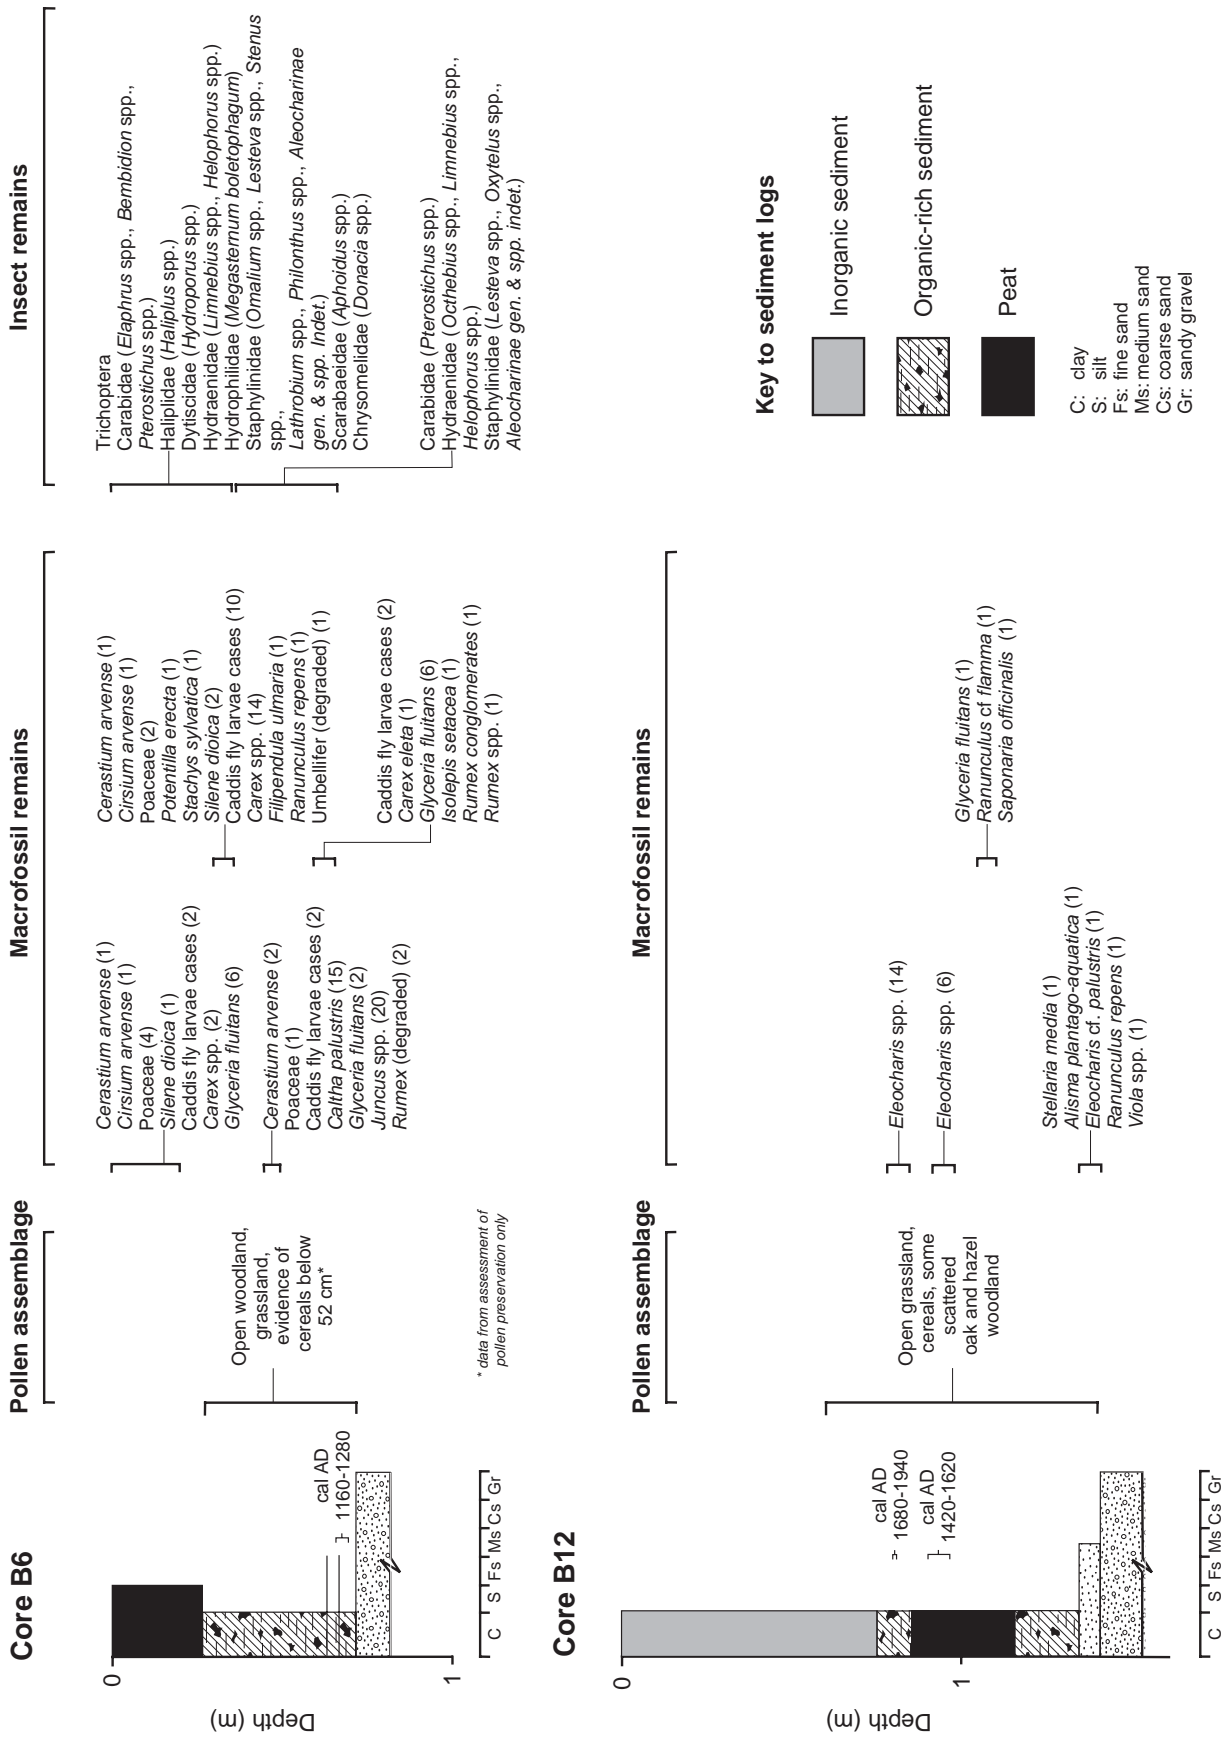 Core B6
Depth (m)
0
1
C S Fs Ms Cs Gr
cal AD
1160-1280
Pollen assemblage
Open woodland,
grassland,
evidence of
cereals below
52 cm*
* data from assessment of
pollen preservation only
Macrofossil remains
Cerastium arvense (1)
Cirsium arvense (1)
Poaceae (4)
Silene dioica (1)
Caddis fly larvae cases (2)
Carex spp. (2)
Glyceria fluitans (6)
Cerastium arvense (2)
Poaceae (1)
Caddis fly larvae cases (2)
Caltha palustris (15)
Glyceria fluitans (2)
Juncus spp. (20)
Rumex (degraded) (2)
Cerastium arvense (1)
Cirsium arvense (1)
Poaceae (2)
Potentilla erecta (1)
Stachys sylvatica (1)
Silene dioica (2)
Caddis fly larvae cases (10)
Carex spp. (14)
Filipendula ulmaria (1)
Ranunculus repens (1)
Umbellifer (degraded) (1)
Caddis fly larvae cases (2)
Carex eleta (1)
Glyceria fluitans (6)
Isolepis setacea (1)
Rumex conglomerates (1)
Rumex spp. (1)
Insect remains
Trichoptera
Carabidae (Elaphrus spp., Bembidion spp.,
Pterostichus spp.)
Haliplidae (Haliplus spp.)
Dytiscidae (Hydroporus spp.)
Hydraenidae (Limnebius spp., Helophorus spp.)
Hydrophilidae (Megasternum boletophagum)
Staphylinidae (Omalium spp., Lesteva spp., Stenus
spp.,
Lathrobium spp., Philonthus spp., Aleocharinae
gen. & spp. Indet.)
Scarabaeidae (Aphoidus spp.)
Chrysomelidae (Donacia spp.)
Carabidae (Pterostichus spp.)
Hydraenidae (Octhebius spp., Limnebius spp.,
Helophorus spp.)
Staphylinidae (Lesteva spp., Oxytelus spp.,
Aleocharinae gen. & spp. indet.)
Core B12
Depth (m)
0
1
C S Fs Ms Cs Gr
cal AD
1680-1940
cal AD
1420-1620
Pollen assemblage
Open grassland,
cereals, some
scattered
oak and hazel
woodland
Macrofossil remains
Eleocharis spp. (14)
Eleocharis spp. (6)
Stellaria media (1)
Alisma plantago-aquatica (1)
Eleocharis cf. palustris (1)
Ranunculus repens (1)
Viola spp. (1)
Glyceria fluitans (1)
Ranunculus cf flamma (1)
Saponaria officinalis (1)
Key to sediment logs
Inorganic sediment
Organic-rich sediment
Peat
C: clay
S: silt
Fs: fine sand
Ms: medium sand
Cs: coarse sand
Gr: sandy gravel